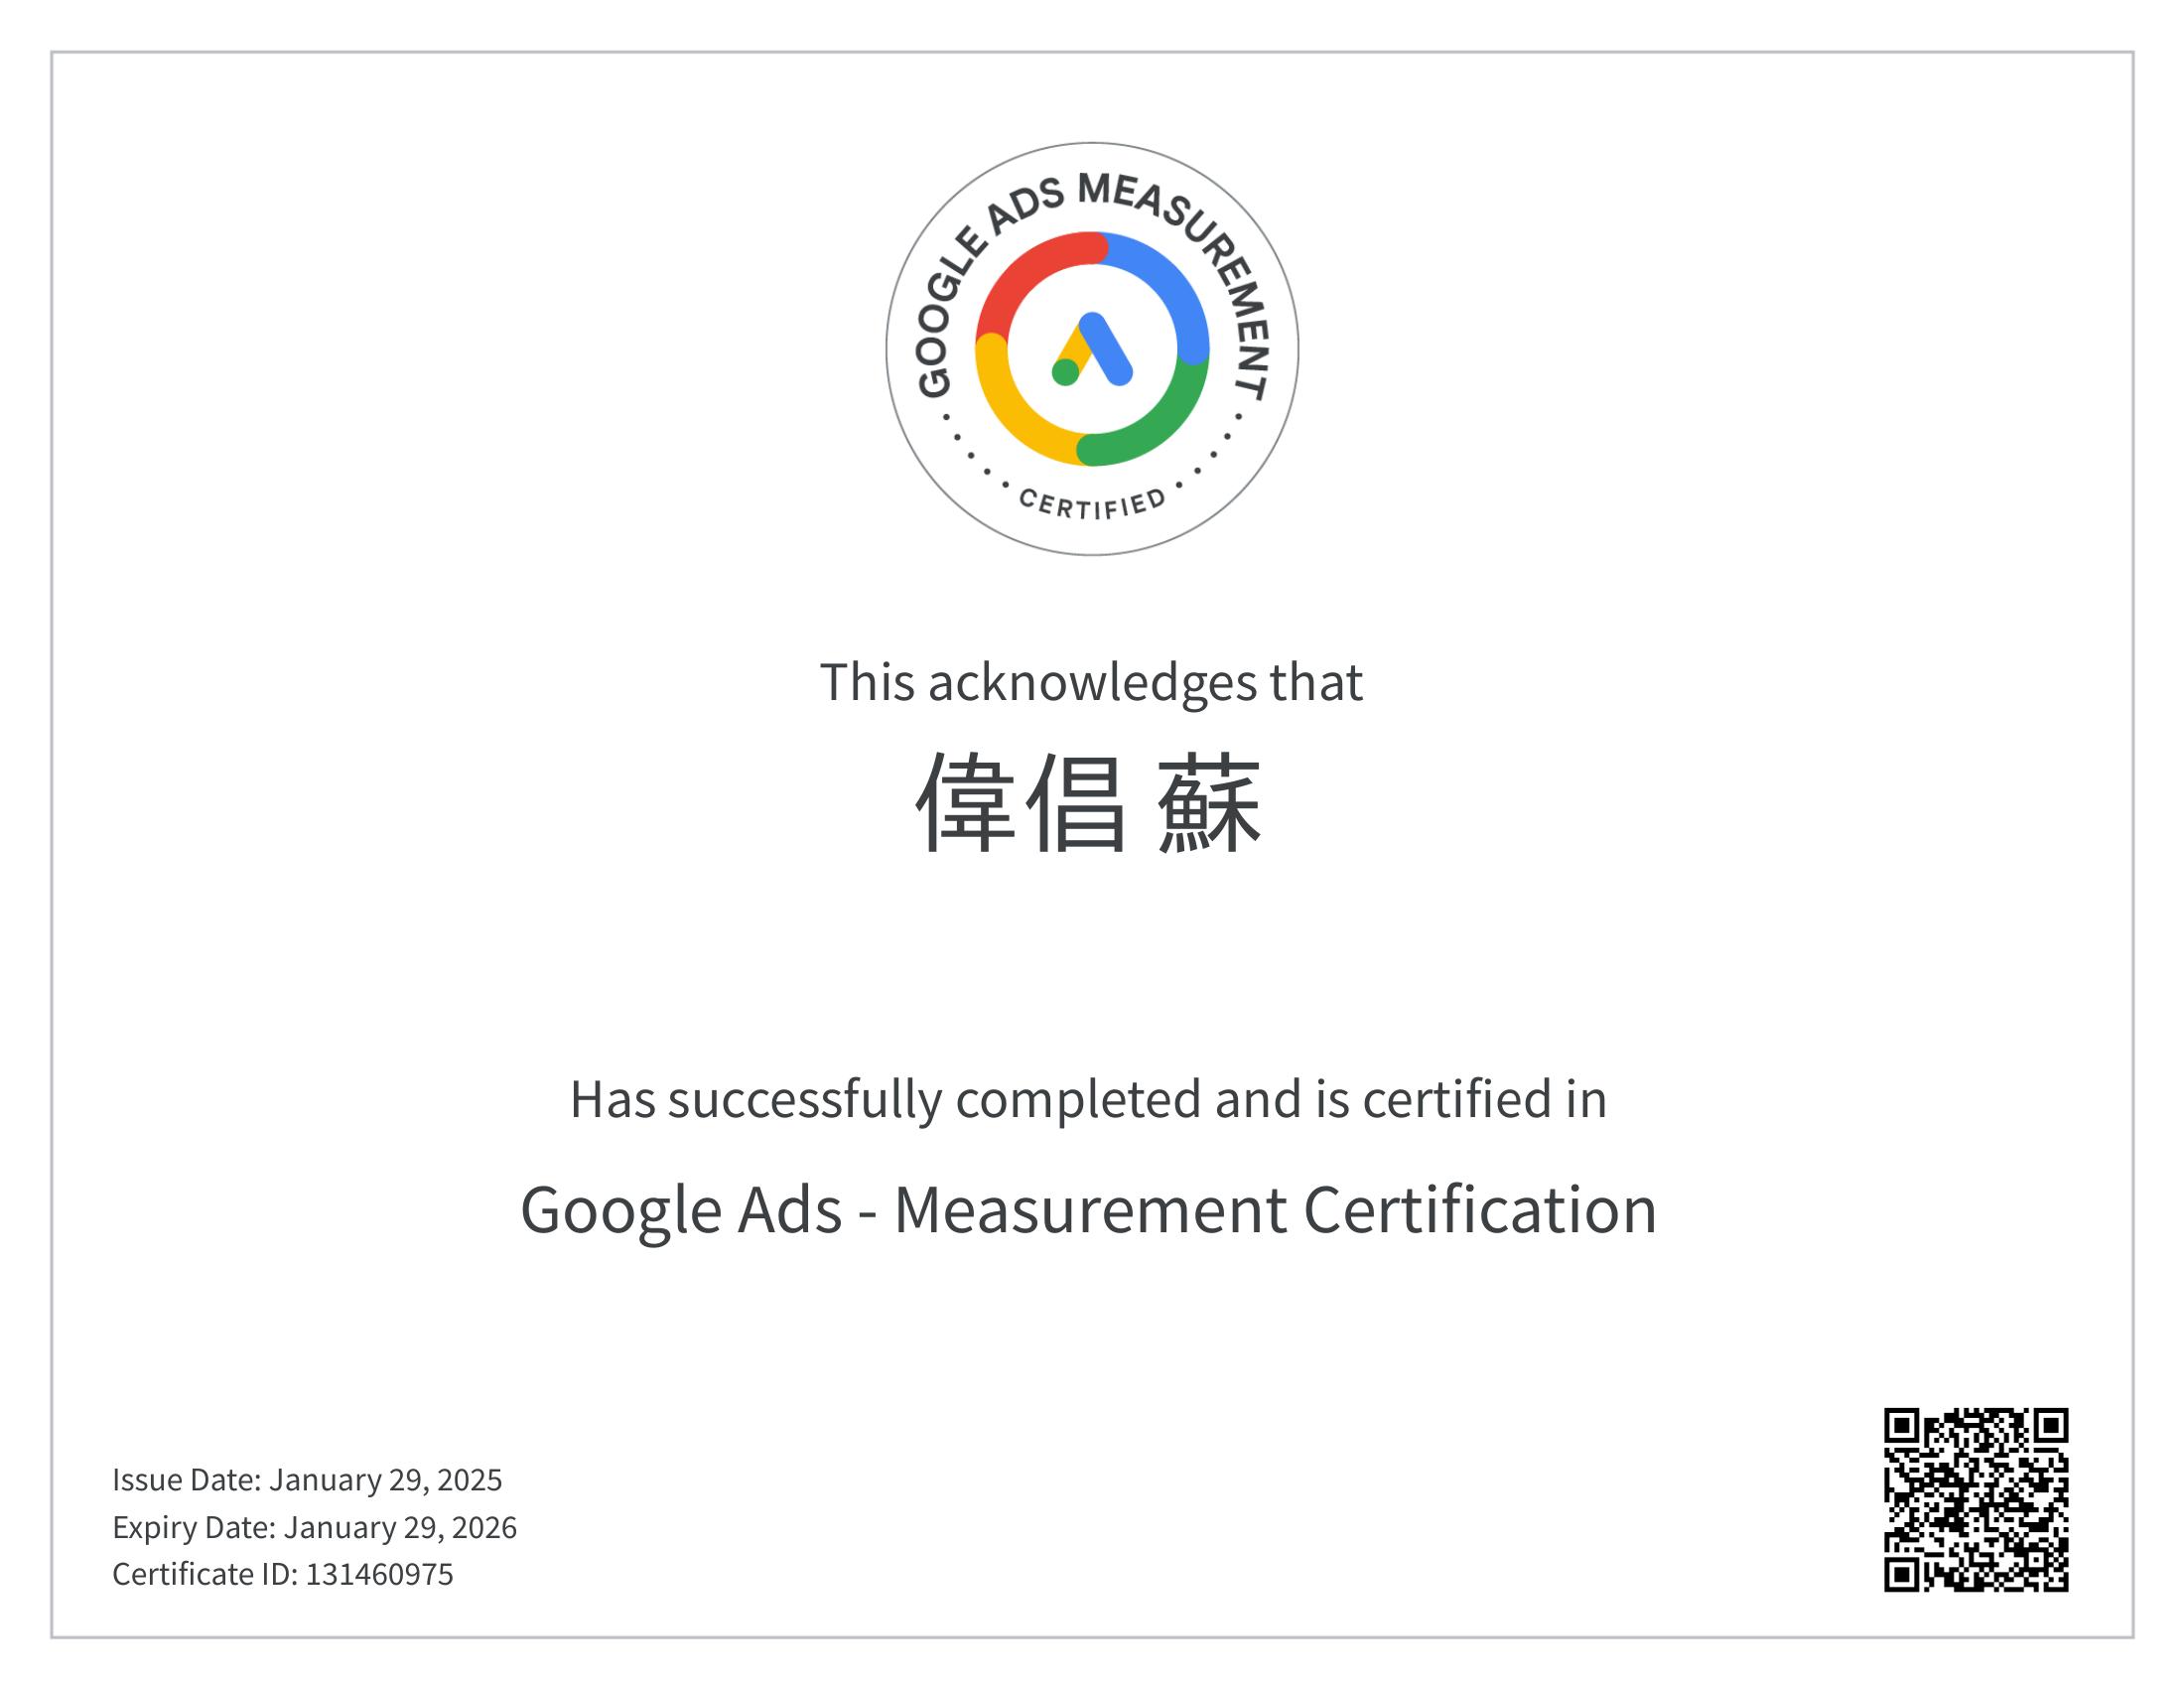 GOOGLE ADS MEASUREMENT
CERTIFIED
This acknowledges that
偉倡 蘇
Has successfully completed and is certified in
Google Ads - Measurement Certification
Issue Date: January 29, 2025
Expiry Date: January 29, 2026
Certificate ID: 131460975